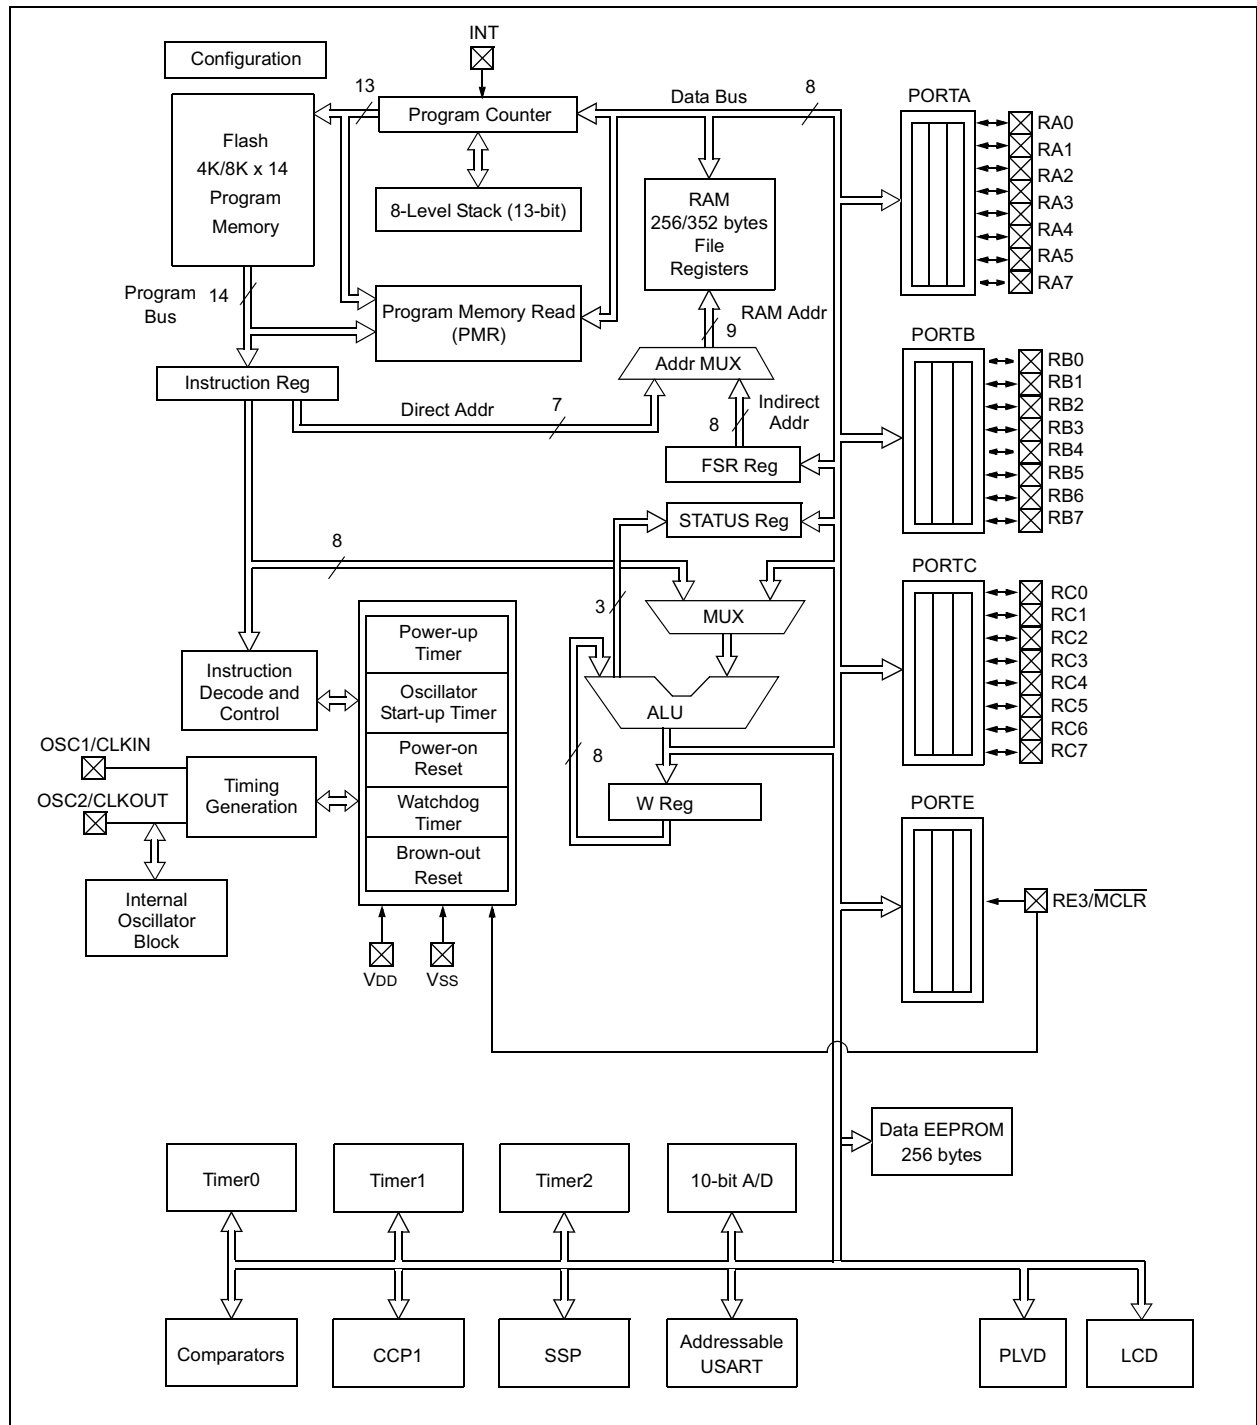 INT
Configuration
13
Program Counter
Data Bus
8
PORTA
RA0
RA1
RA2
RA3
RA4
RA5
RA7
Flash
4K/8K x 14
Program
Memory
8-Level Stack (13-bit)
RAM
256/352 bytes
File
Registers
Program
Bus
14
Program Memory Read
(PMR)
RAM Addr
9
PORTB
RB0
RB1
RB2
RB3
RB4
RB5
RB6
RB7
Addr MUX
Instruction Reg
Direct Addr
7
Indirect
Addr
8
FSR Reg
STATUS Reg
8
PORTC
RC0
RC1
RC2
RC3
RC4
RC5
RC6
RC7
3
MUX
Power-up
Timer
Instruction
Decode and
Control
Oscillator
Start-up Timer
ALU
OSC1/CLKIN
Power-on
Reset
8
Timing
Generation
OSC2/CLKOUT
Watchdog
Timer
W Reg
PORTE
Brown-out
Reset
Internal
Oscillator
Block
RE3/MCLR
VDD
VSS
Data EEPROM
256 bytes
Timer0
Timer1
Timer2
10-bit A/D
Comparators
CCP1
SSP
Addressable
USART
PLVD
LCD